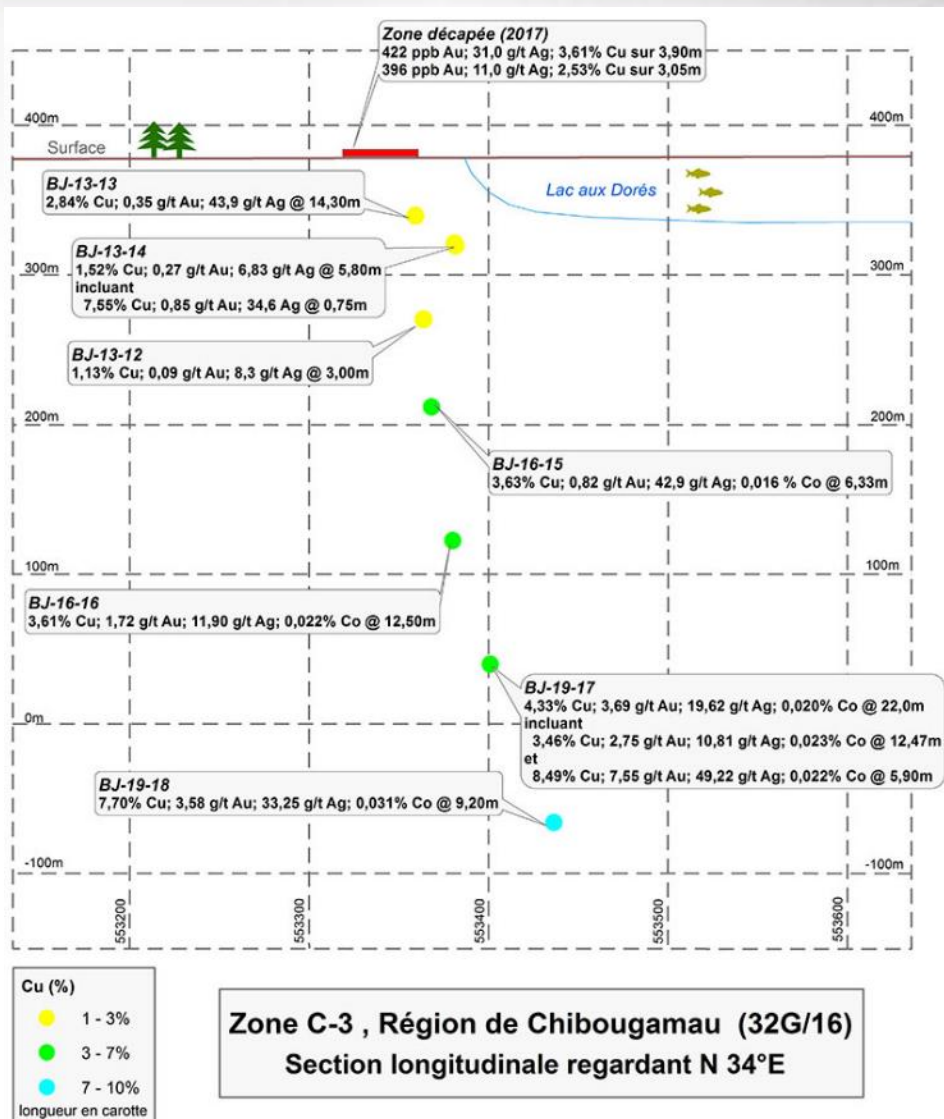 Zone décapée (2017)
422 ppb Au; 31,0 g/t Ag; 3,61% Cu sur 3,90m
396 ppb Au; 11,0 g/t Ag; 2,53% Cu sur 3,05m
400m
400m
Surface
BJ-13-13
2,84% Cu; 0,35 g/t Au; 43,9 g/t Ag @ 14,30m
Lac aux Dorés
BJ-13-14
1,52% Cu; 0,27 g/t Au; 6,83 g/t Ag @ 5,80m
incluant
7,55% Cu; 0,85 g/t Au; 34,6 Ag @ 0,75m
300m
300m
BJ-13-12
1,13% Cu; 0,09 g/t Au; 8,3 g/t Ag @ 3,00m
200m
200m
BJ-16-15
3,63% Cu; 0,82 g/t Au; 42,9 g/t Ag; 0,016 % Co @ 6,33m
100m
100m
BJ-16-16
3,61% Cu; 1,72 g/t Au; 11,90 g/t Ag; 0,022% Co @ 12,50m
BJ-19-17
4,33% Cu; 3,69 g/t Au; 19,62 g/t Ag; 0,020% Co @ 22,0m
incluant
3,46% Cu; 2,75 g/t Au; 10,81 g/t Ag; 0,023% Co @ 12,47m
et
8,49% Cu; 7,55 g/t Au; 49,22 g/t Ag; 0,022% Co @ 5,90m
0m
0m
BJ-19-18
7,70% Cu; 3,58 g/t Au; 33,25 g/t Ag; 0,031% Co @ 9,20m
-100m
-100m
553200
553300
553400
553500
553600
Cu (%)
1 - 3%
3 - 7%
7 - 10%
longueur en carotte
Zone C-3 , Région de Chibougamau (32G/16)
Section longitudinale regardant N 34°E